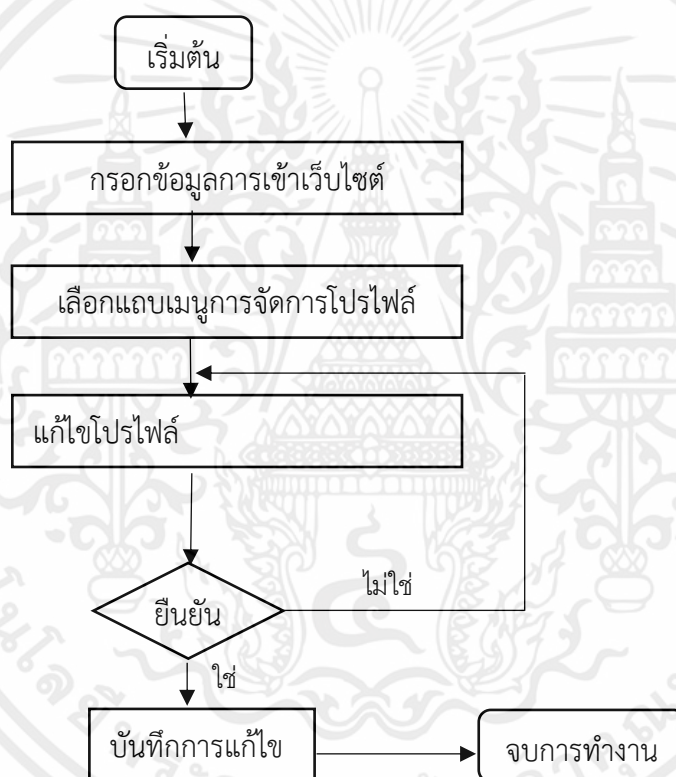 เริ่มต้น
กรอกข้อมูลการเข้าเว็บไซต์
เลือกแถบเมนูการจัดการโปรไฟล์
แก้ไขโปรไฟล์
ยืนยัน
ไม่ใช่
ใช่
บันทึกการแก้ไข
จบการทำงาน